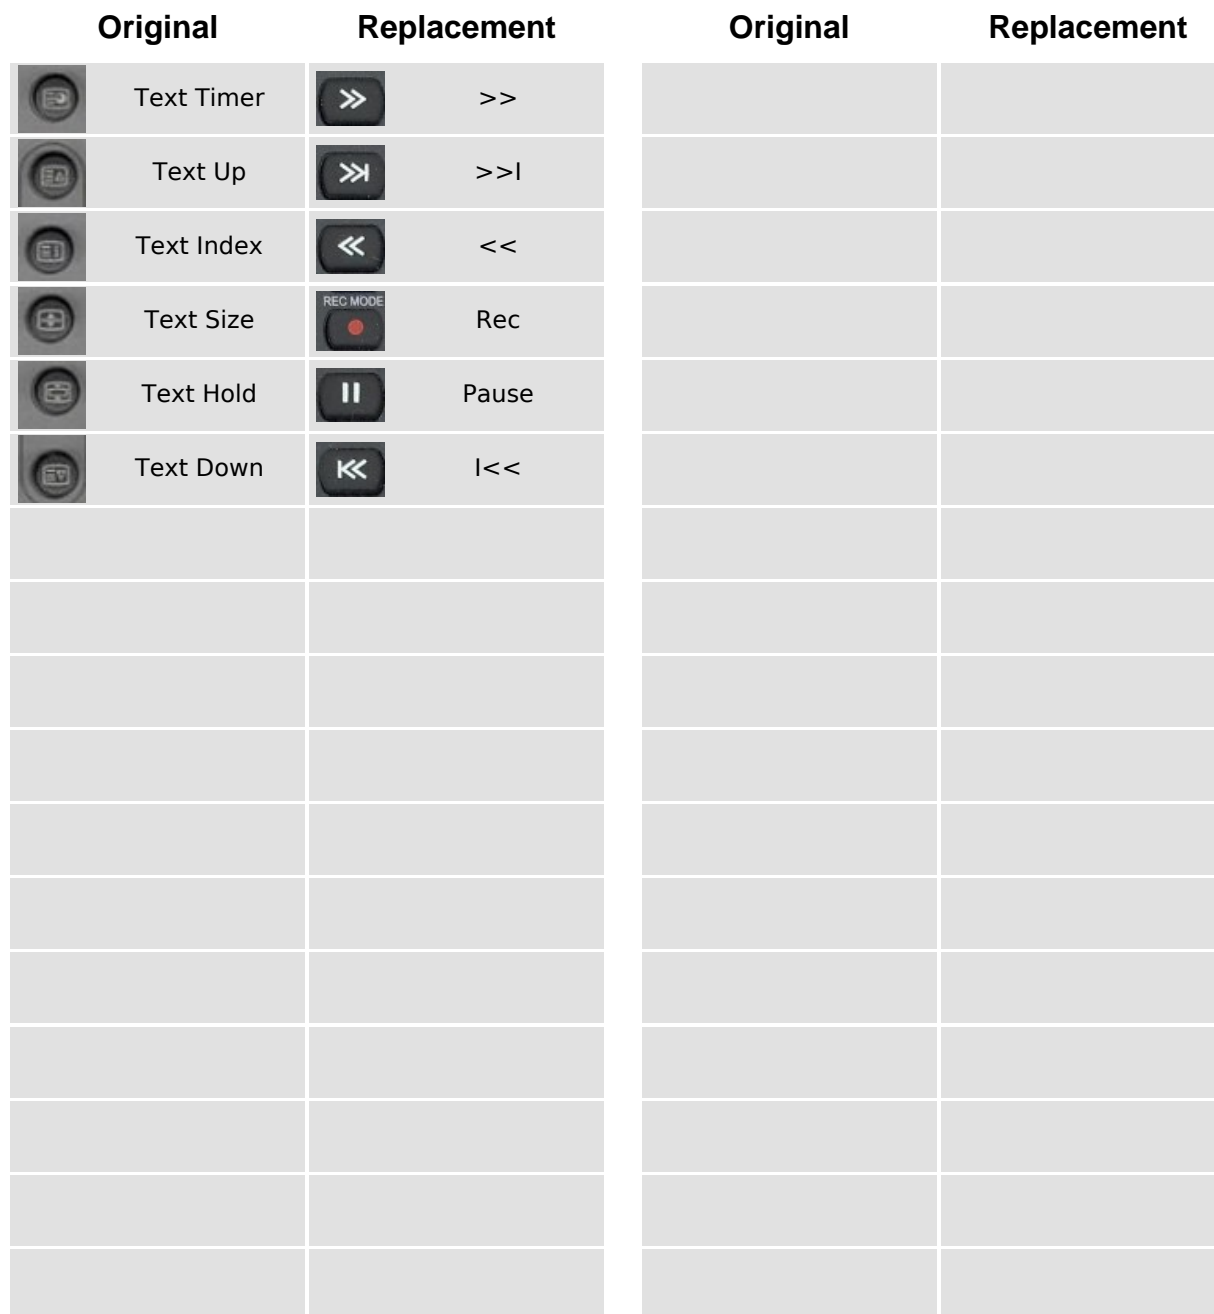 Original Replacement Original Replacement
Text Timer >>
Text Up >>I
Text Index <<
REC MODE
Text Size Rec
Text Hold Pause
Text Down I<<